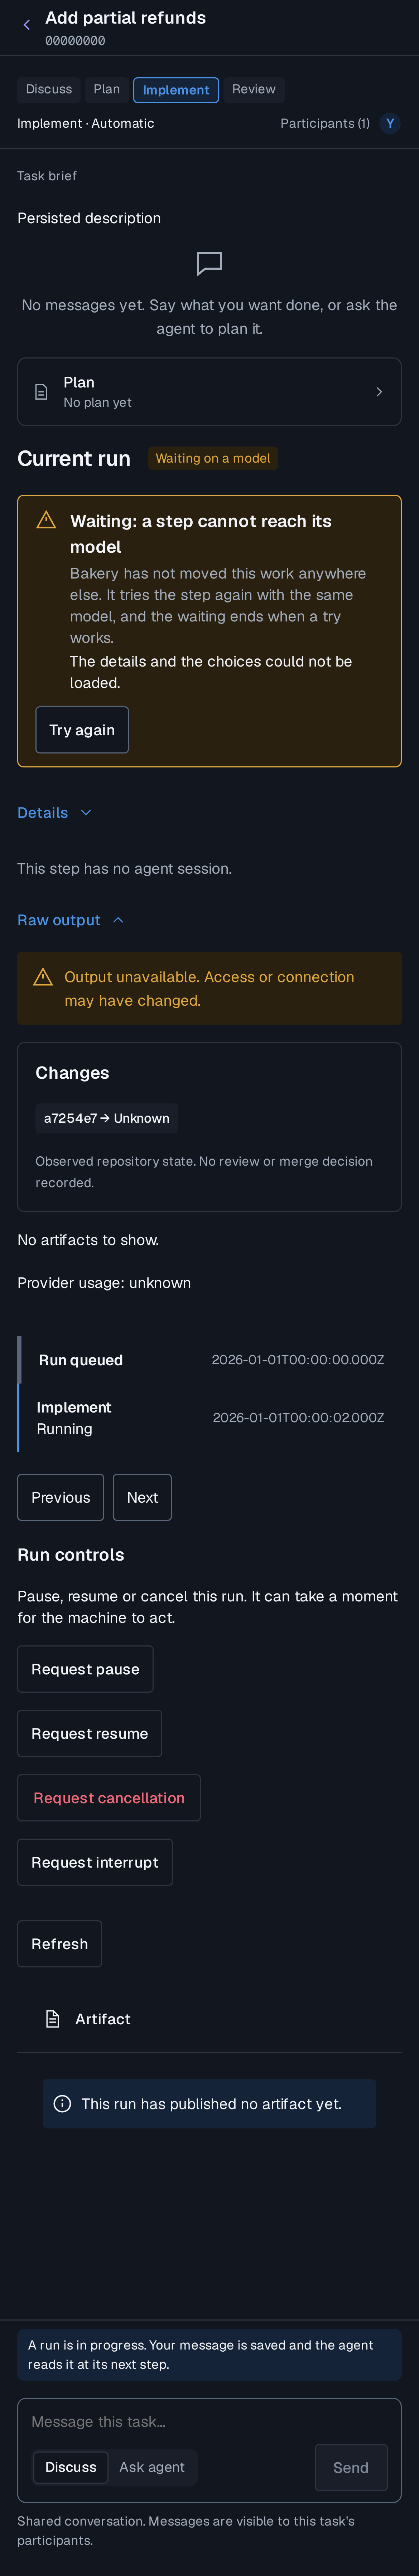 Add partial refunds
00000000
Discuss Plan Implement Review
Implement · Automatic Participants (1) Y
Task brief
Persisted description
No messages yet. Say what you want done, or ask the
agent to plan it.
Plan
No plan yet
Current run Waiting on a model
Waiting: a step cannot reach its
model
Bakery has not moved this work anywhere
else. It tries the step again with the same
model, and the waiting ends when a try
works.
The details and the choices could not be
loaded.
Try again
Details
This step has no agent session.
Raw output
Output unavailable. Access or connection
may have changed.
Changes
a7254e7 → Unknown
Observed repository state. No review or merge decision
recorded.
No artifacts to show.
Provider usage: unknown
Run queued 2026-01-01T00:00:00.000Z
Implement
Running 2026-01-01T00:00:02.000Z
Previous Next
Run controls
Pause, resume or cancel this run. It can take a moment
for the machine to act.
Request pause
Request resume
Request cancellation
Request interrupt
Refresh
Artifact
This run has published no artifact yet.
A run is in progress. Your message is saved and the agent
reads it at its next step.
Message this task…
Discuss Ask agent Send
Shared conversation. Messages are visible to this task's
participants.